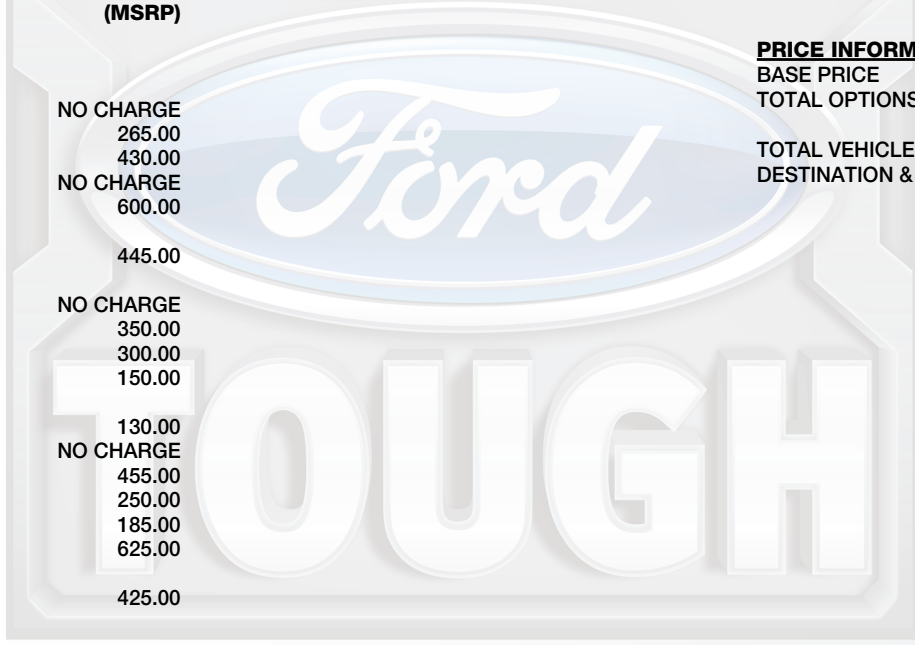 (MSRP)
PRICE INFORM
BASE PRICE
NO CHARGE
TOTAL OPTIONS
265.00
430.00
TOTAL VEHICLE
NO CHARGE
DESTINATION &
600.00
Ford
445.00
NO CHARGE
350.00
300.00
150.00
130.00
NO CHARGE
455.00
250.00
185.00
625.00
425.00
TOUGH